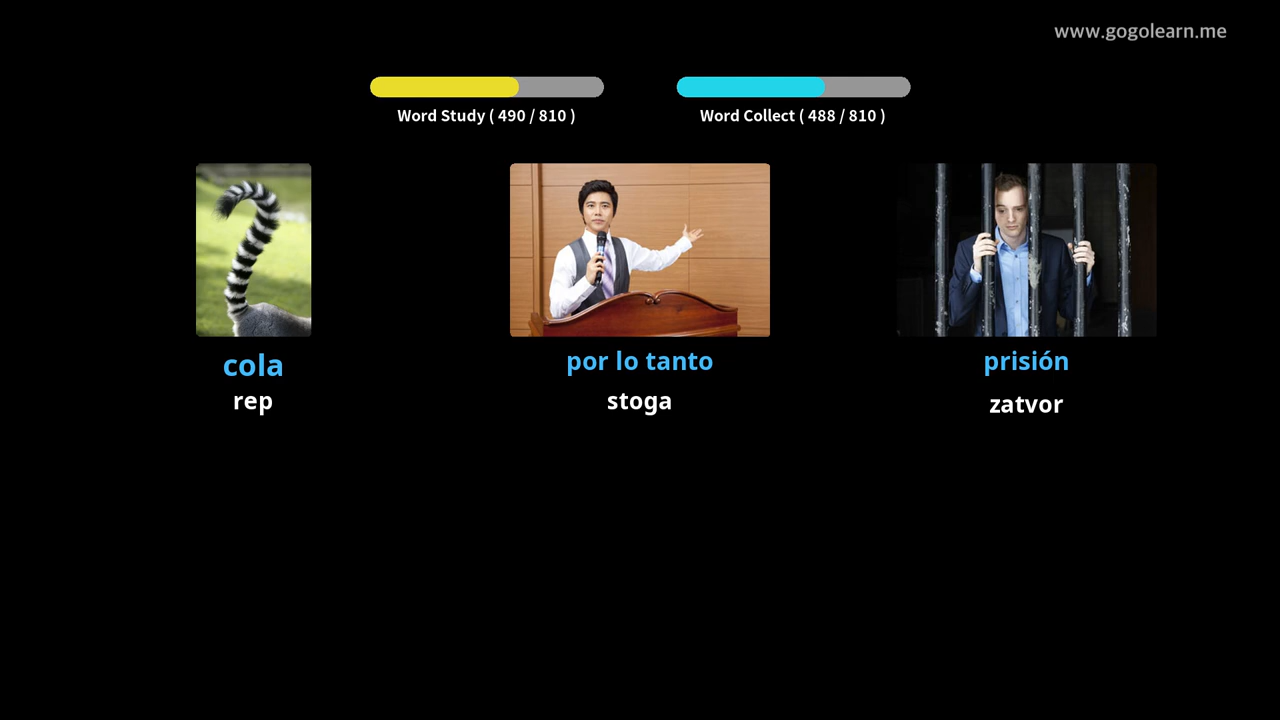 www.gogolearn.me
Word Study ( 490 / 810 )
Word Collect ( 488 / 810 )
cola
rep
por lo tanto
stoga
prisión
zatvor